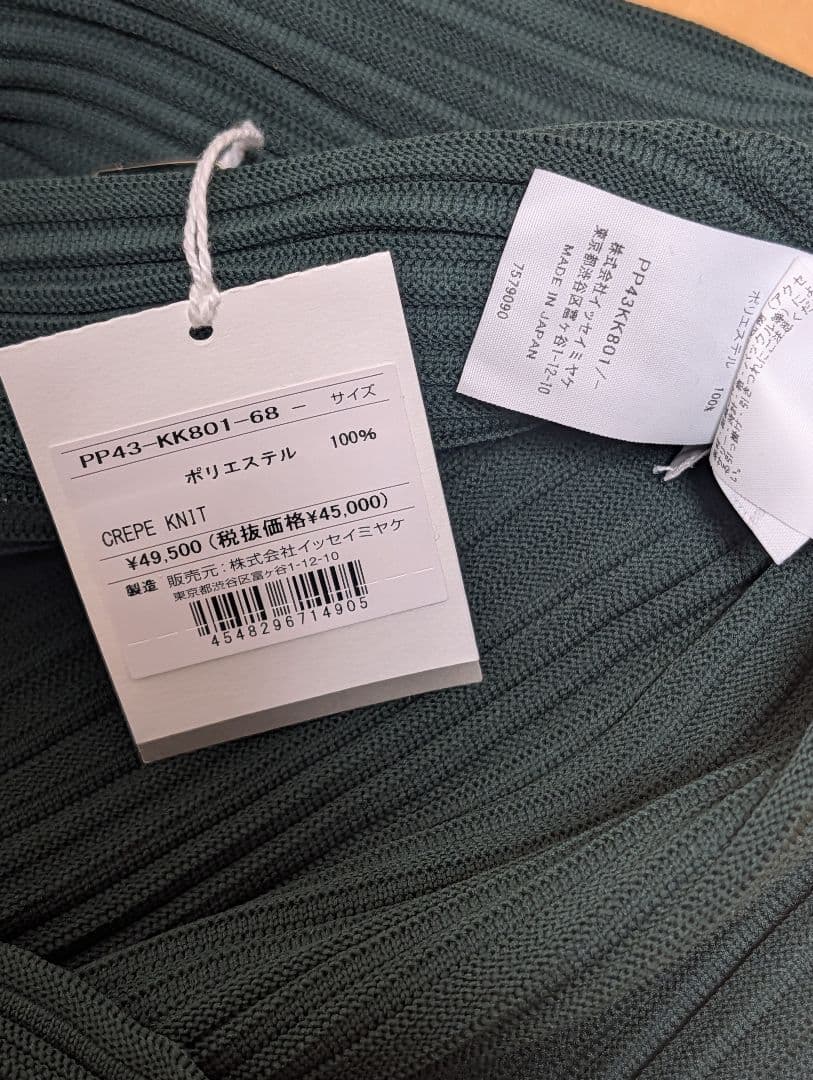 PP43-KK801-68 - サイズ
ポリエステル 100%
CREPE KNIT
¥49,500 (税抜価格¥45,000)
製造 販売元:株式会社イッセイミヤケ
東京都渋谷区富ヶ谷1-12-10
4548296714905
PP43KK801/-
株式会社イッセイミヤケ
東京都渋谷区富ヶ谷1-12-10
MADE IN JAPAN
7579090
ポリエステル 100%